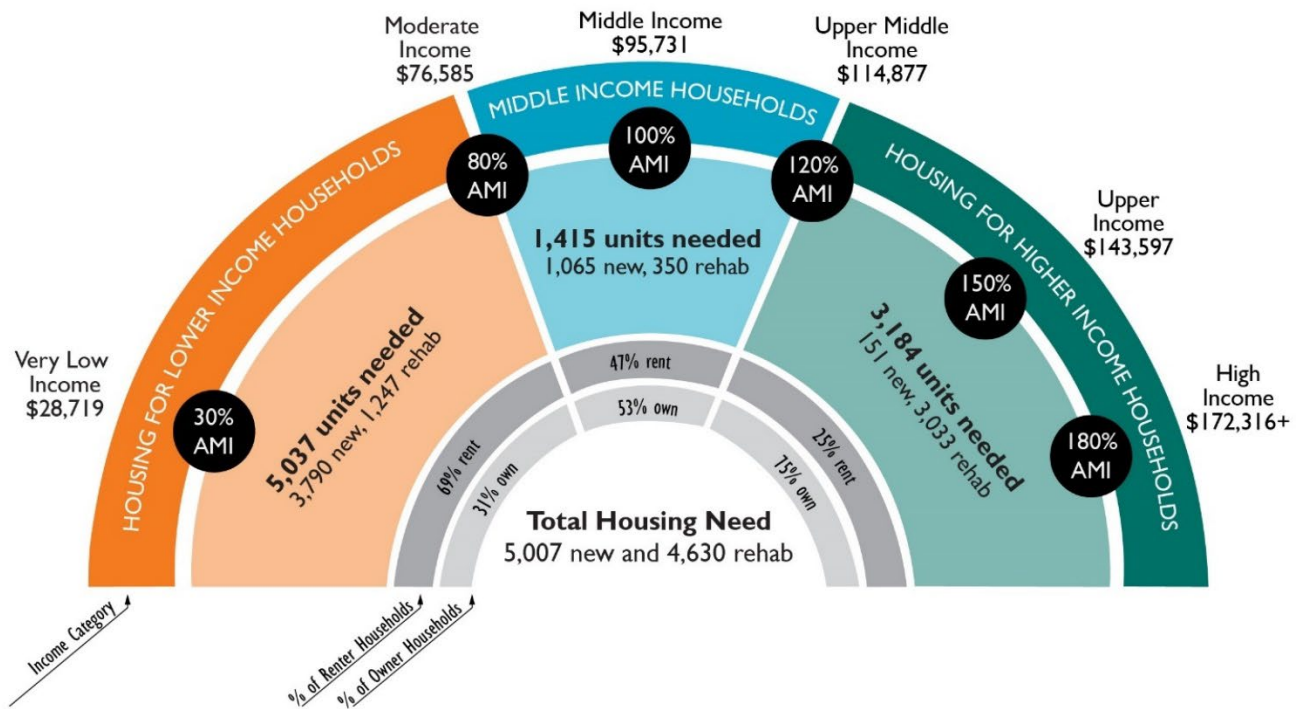 Moderate
Income
$76,585
Middle Income
$95,731
Upper Middle
Income
$114,877
MIDDLE INCOME HOUSEHOLDS
80%
AMI
100%
AMI
120%
AMI
HOUSING FOR LOWER INCOME HOUSEHOLDS
HOUSING FOR HIGHER INCOME HOUSEHOLDS
Upper
Income
$143,597
1,415 units needed
1,065 new, 350 rehab
150%
AMI
Very Low
Income
$28,719
30%
AMI
5,037 units needed
3,790 new, 1,247 rehab
3,184 units needed
151 new, 3,033 rehab
High
Income
$172,316+
180%
AMI
47% rent
53% own
69% rent
31% own
25% rent
75% own
Total Housing Need
5,007 new and 4,630 rehab
Income Category
% of Renter Households
% of Owner Households